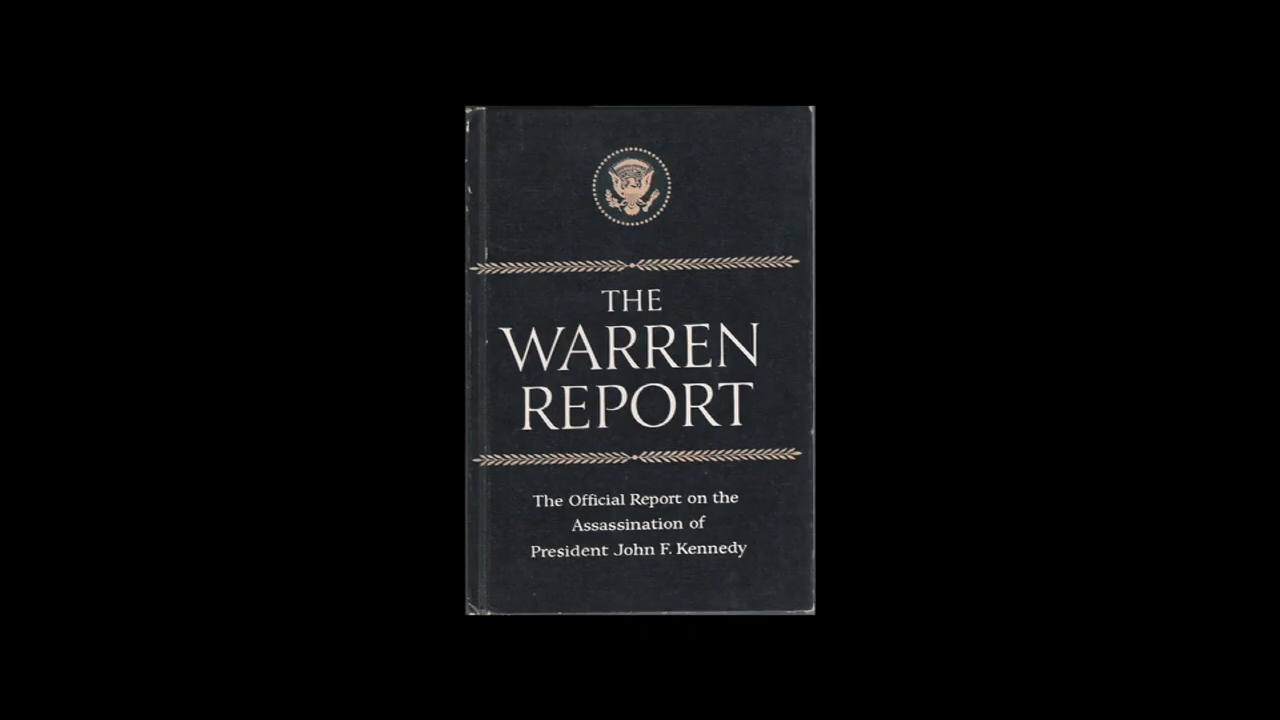 THE
WARREN
REPORT
The Official Report on the
Assassination of
President John F. Kennedy